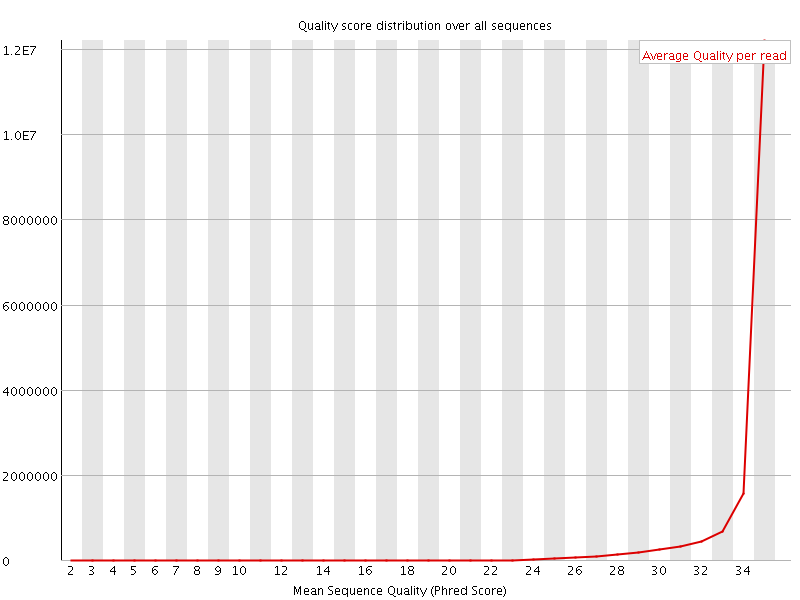 Quality score distribution over all sequences
Average Quality per read
1.2E7
1.0E7
8000000
6000000
4000000
2000000
0
2 3 4 5 6 7 8 9 10 12 14 16 18 20 22 24 26 28 30 32 34
Mean Sequence Quality (Phred Score)